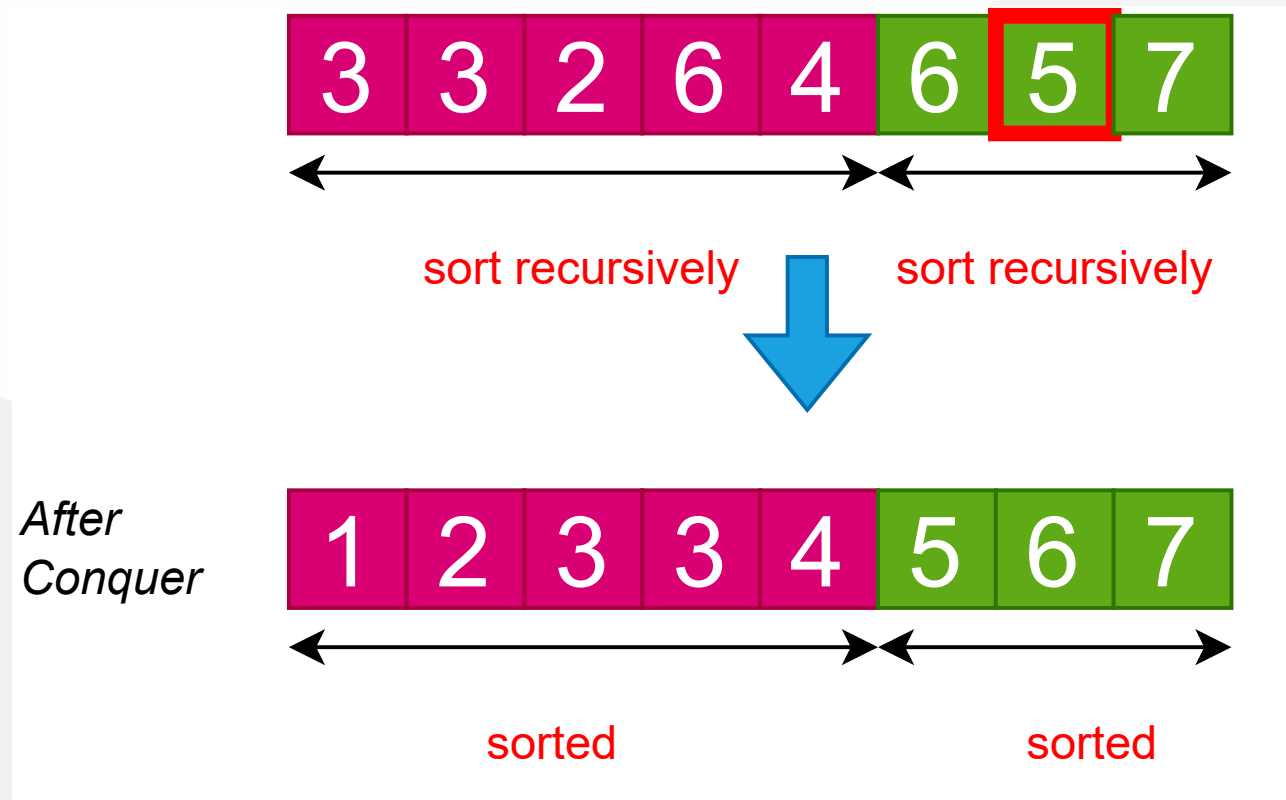 3 3 2 6 4 6 5 7
sort recursively sort recursively
After
Conquer
1 2 3 3 4 5 6 7
sorted sorted